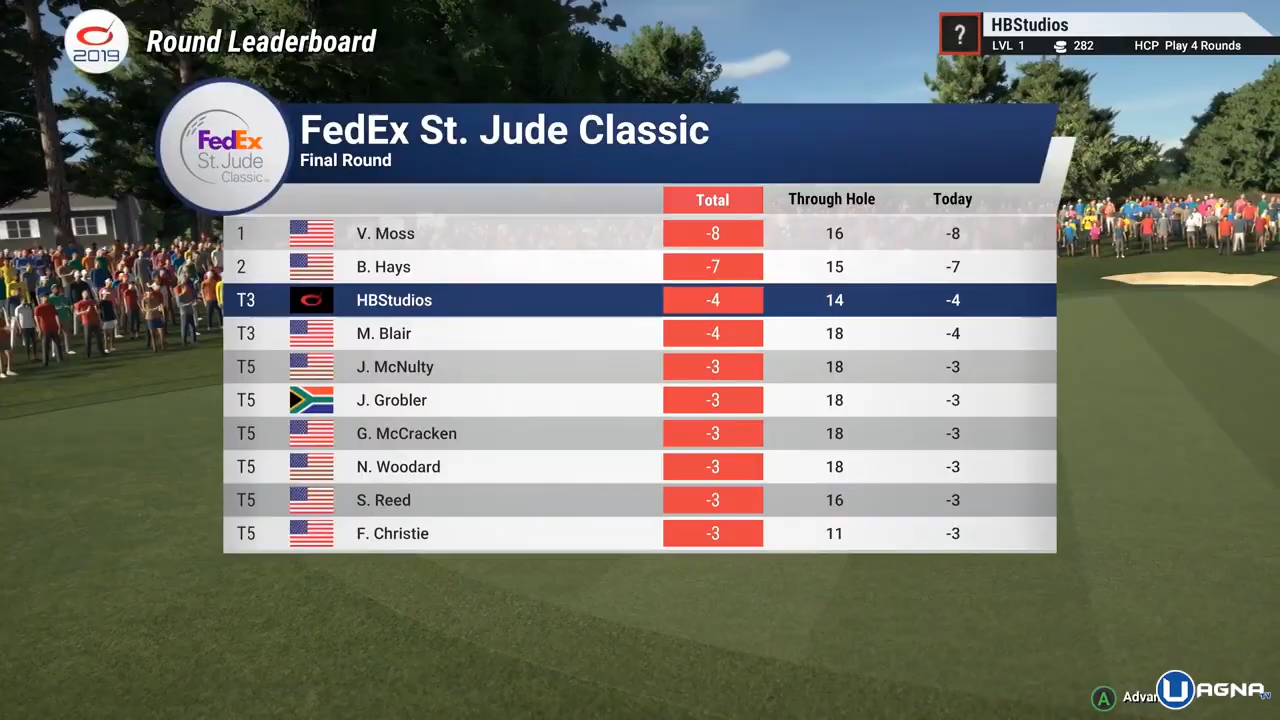 2019
Round Leaderboard
?
HBStudios
LVL 1 282 HCP Play 4 Rounds
FedEx
St. Jude
Classic
FedEx St. Jude Classic
Final Round
Total Through Hole Today
1 V. Moss -8 16 -8
2 B. Hays -7 15 -7
T3 HBStudios -4 14 -4
T3 M. Blair -4 18 -4
T5 J. McNulty -3 18 -3
T5 J. Grobler -3 18 -3
T5 G. McCracken -3 18 -3
T5 N. Woodard -3 18 -3
T5 S. Reed -3 16 -3
T5 F. Christie -3 11 -3
A Advan
UAGNA TV